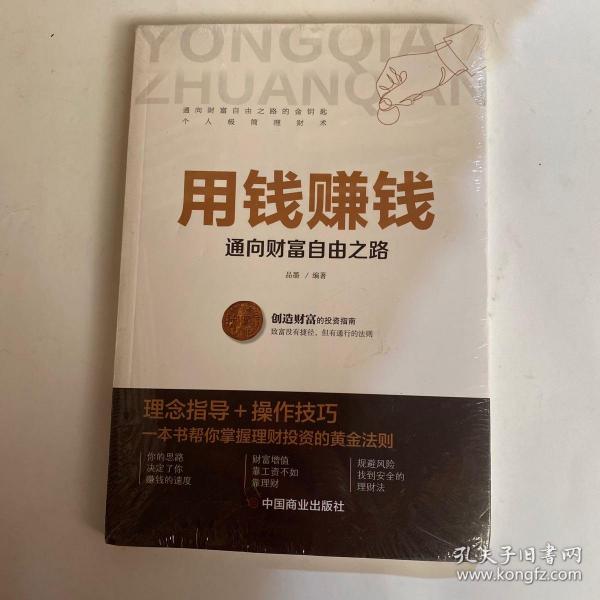 YONGQIAN
ZHUANQIAN
通向财富自由之路的金钥匙
个人极简理财术
用钱赚钱
通向财富自由之路
品墨 / 编著
创造财富的投资指南
致富没有捷径，但有通行的法则
理念指导+操作技巧
一本书帮你掌握理财投资的黄金法则
你的思路
决定了你
赚钱的速度
财富增值
靠工资不如
靠理财
规避风险
找到安全的
理财法
中国商业出版社
孔夫子旧书网
www.kongfz.com